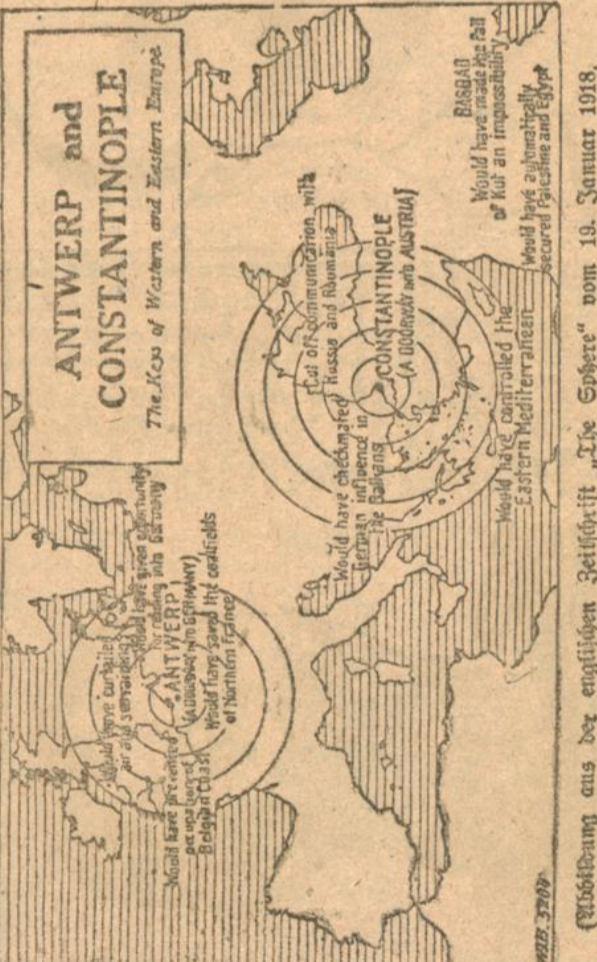 ANTWERP and
CONSTANTINOPLE
The Keys of Western and Eastern Europe
Would have curtailed
air and submarine
Would have given opportunity
for raiding into Germany
ANTWERP
(A DOORWAY into GERMANY)
Would have prevented
occupation of
Belgian Coast
Would have saved the coalfields
of Northern France
Would have checkmated
German influence in
the Balkans
Cut off communication with
Russia and Roumania
CONSTANTINOPLE
(A DOORWAY into AUSTRIA)
BAGDAD
Would have made the Fall
of Kut an impossibility
Would have automatically
secured Palestine and Egypt
Would have controlled the
Eastern Mediterranean
(Abbildung aus der englischen Zeitschrift „The Sphere“ vom 19. Januar 1918.